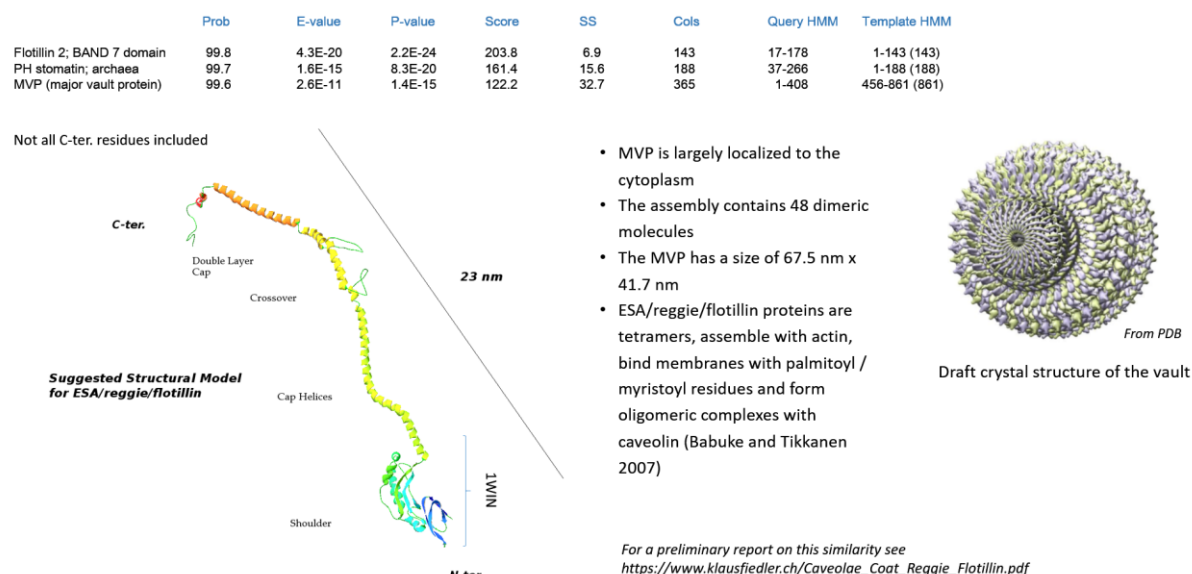 Prob E-value P-value Score SS Cols Query HMM Template HMM
Flotillin 2; BAND 7 domain 99.8 4.3E-20 2.2E-24 203.8 6.9 143 17-178 1-143 (143)
PH stomatin; archaea 99.7 1.6E-15 8.3E-20 161.4 15.6 188 37-266 1-188 (188)
MVP (major vault protein) 99.6 2.6E-11 1.4E-15 122.2 32.7 365 1-408 456-861 (861)
Not all C-ter. residues included
C-ter.
Double Layer
Cap
Crossover
23 nm
Suggested Structural Model
for ESA/reggie/flotillin
Cap Helices
1WIN
Shoulder
N-ter.
• MVP is largely localized to the
cytoplasm
• The assembly contains 48 dimeric
molecules
• The MVP has a size of 67.5 nm x
41.7 nm
• ESA/reggie/flotillin proteins are
tetramers, assemble with actin,
bind membranes with palmitoyl /
myristoyl residues and form
oligomeric complexes with
caveolin (Babuke and Tikkanen
2007)
From PDB
Draft crystal structure of the vault
For a preliminary report on this similarity see
https://www.klausfiedler.ch/Caveolae_Coat_Reggie_Flotillin.pdf